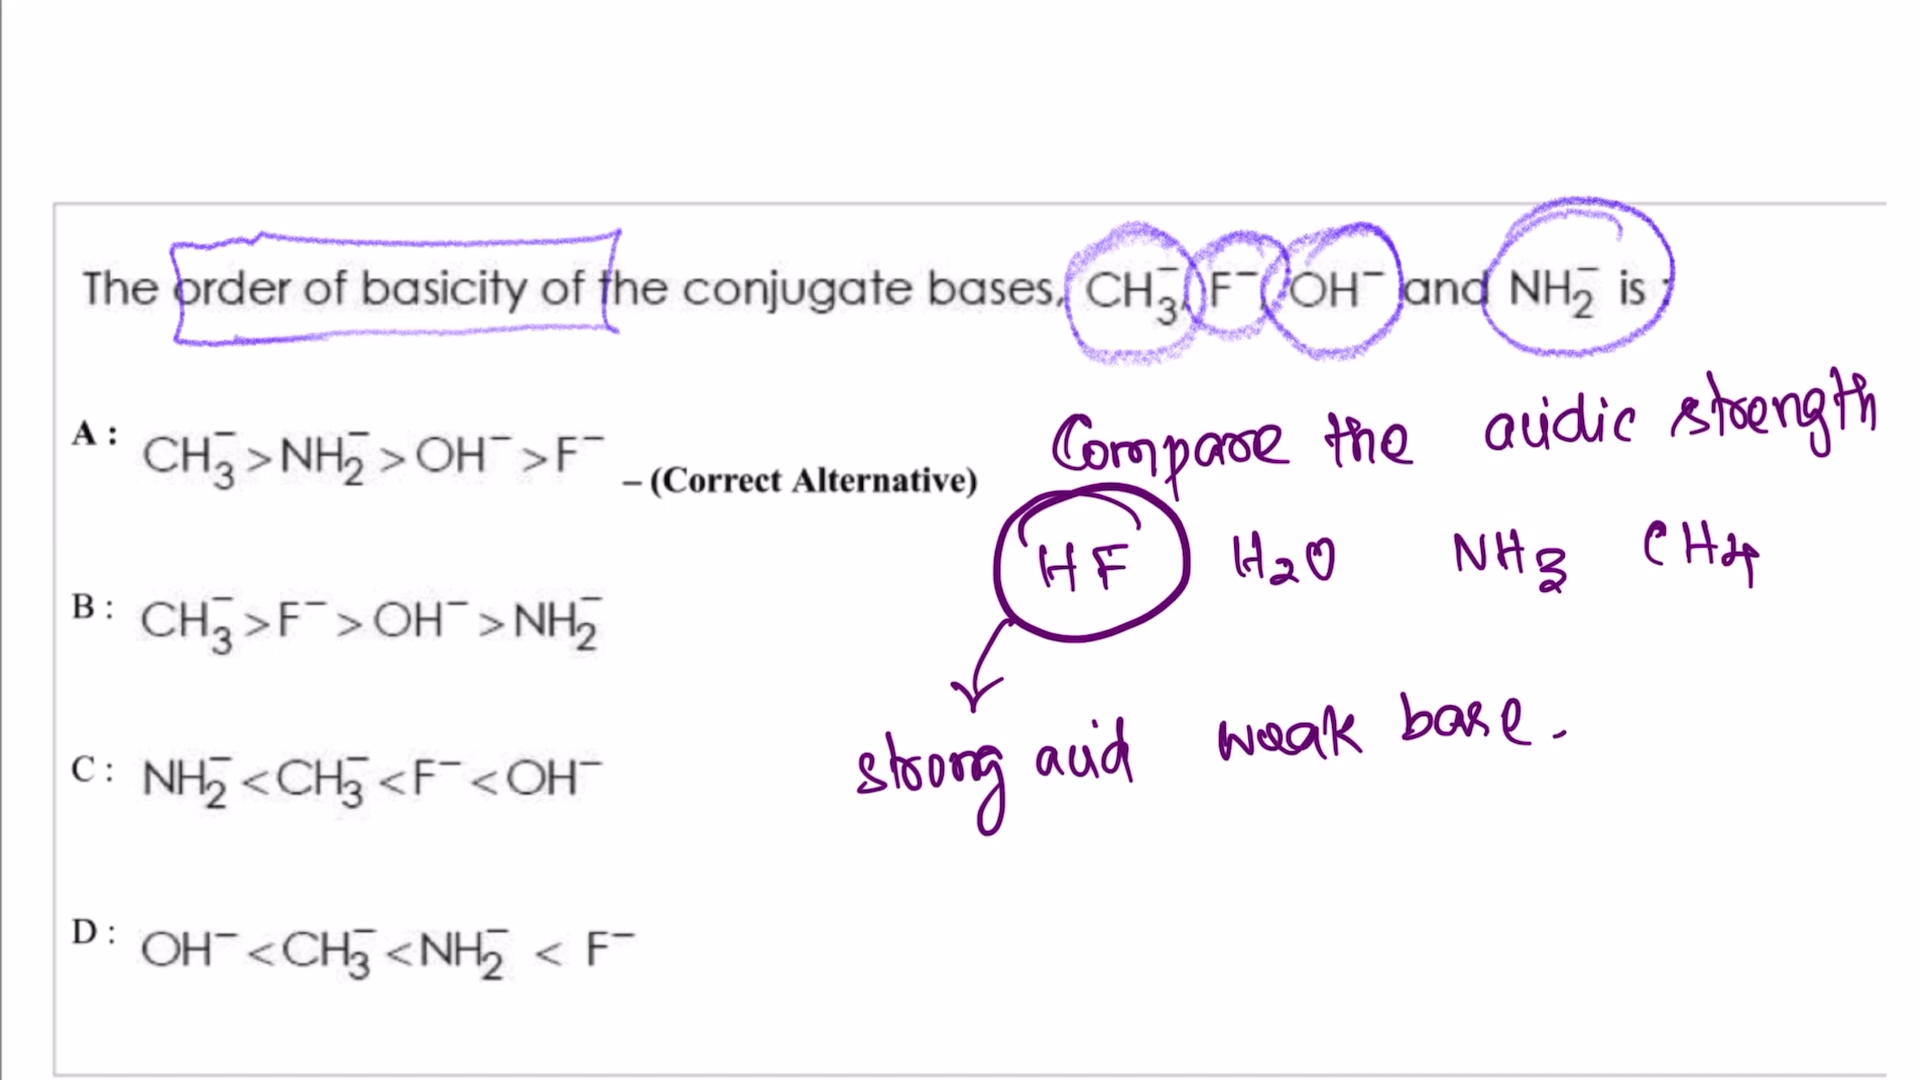 The order of basicity of the conjugate bases, CH₃⁻, F⁻, OH⁻ and NH₂⁻ is :
A : CH₃⁻ > NH₂⁻ > OH⁻ > F⁻ – (Correct Alternative)
Compare the acidic strength
HF H₂O NH₃ CH₄
B : CH₃⁻ > F⁻ > OH⁻ > NH₂⁻
strong acid weak base.
C : NH₂⁻ < CH₃⁻ < F⁻ < OH⁻
D : OH⁻ < CH₃⁻ < NH₂⁻ < F⁻